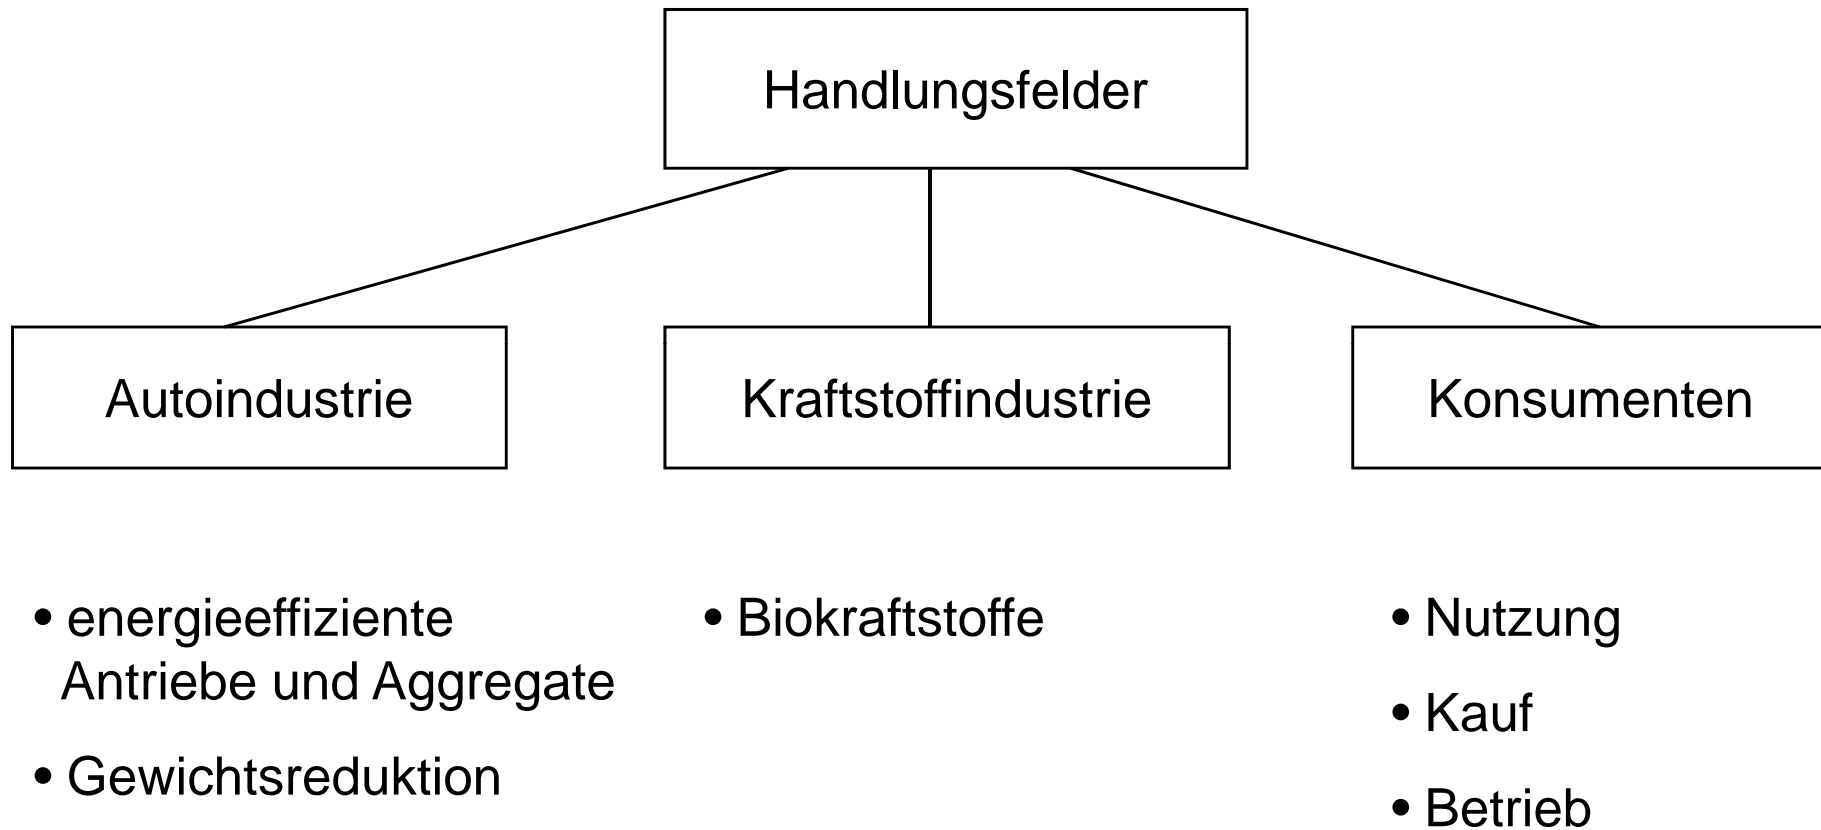 Handlungsfelder
Autoindustrie
Kraftstoffindustrie
Konsumenten
• energieeffiziente
Antriebe und Aggregate
• Gewichtsreduktion
• Biokraftstoffe
• Nutzung
• Kauf
• Betrieb